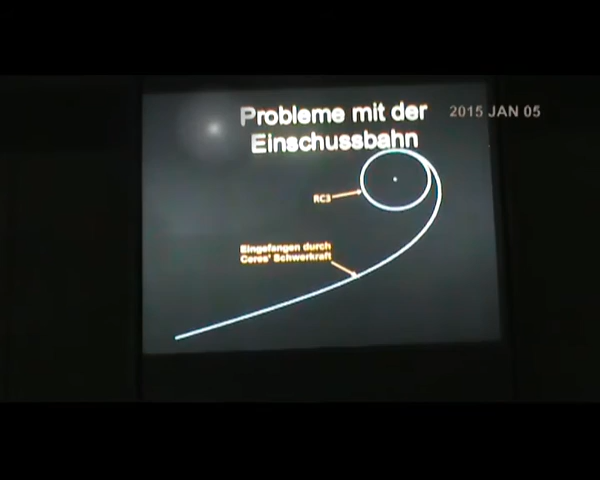 Probleme mit der
Einschussbahn
2015 JAN 05
RC3
Eingefangen durch
Ceres' Schwerkraft